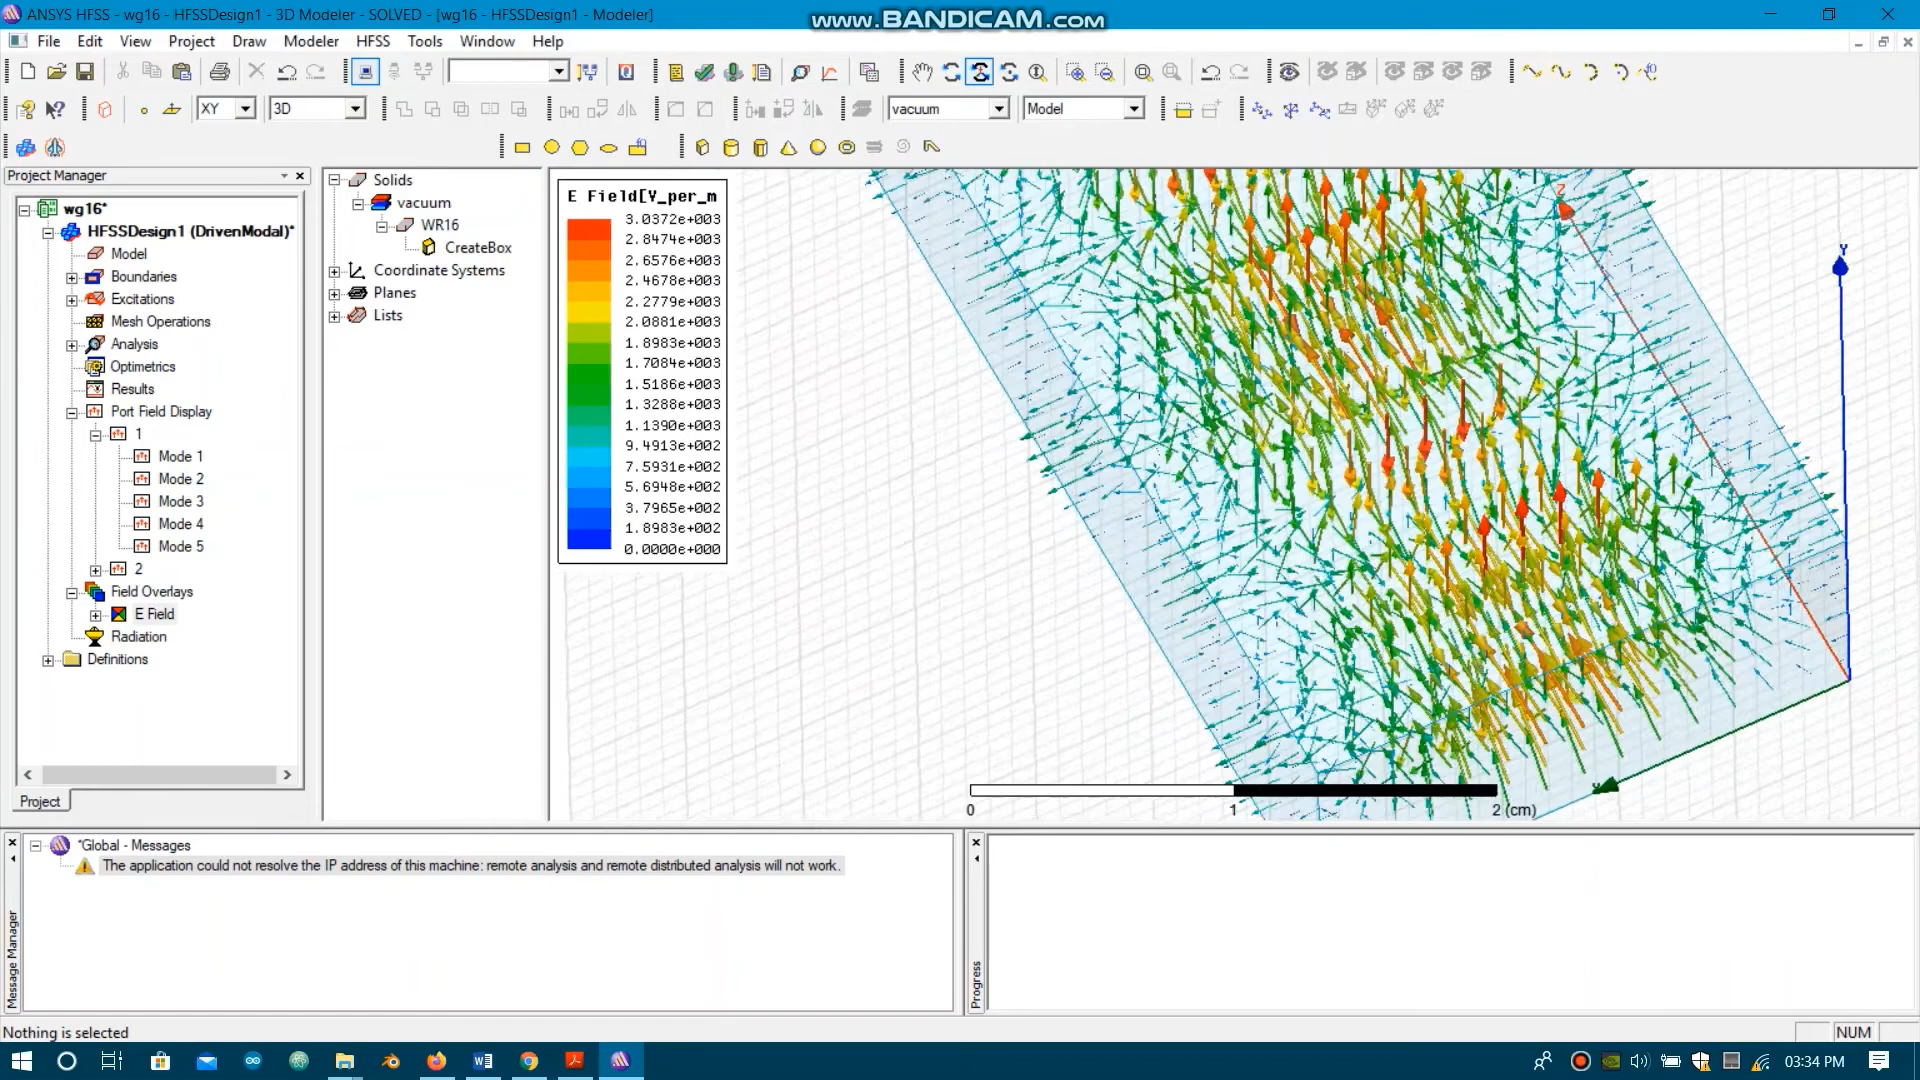 ANSYS HFSS - wg16 - HFSSDesign1 - 3D Modeler - SOLVED - [wg16 - HFSSDesign1 - Modeler]
www.BANDICAM.com
File Edit View Project Draw Modeler HFSS Tools Window Help
XY 3D vacuum Model
Project Manager
wg16*
HFSSDesign1 (DrivenModal)*
Model
Boundaries
Excitations
Mesh Operations
Analysis
Optimetrics
Results
Port Field Display
1
Mode 1
Mode 2
Mode 3
Mode 4
Mode 5
2
Field Overlays
E Field
Radiation
Definitions
Project
Solids
vacuum
WR16
CreateBox
Coordinate Systems
Planes
Lists
E Field[V_per_m
3.0372e+003
2.8474e+003
2.6576e+003
2.4678e+003
2.2779e+003
2.0881e+003
1.8983e+003
1.7084e+003
1.5186e+003
1.3288e+003
1.1390e+003
9.4913e+002
7.5931e+002
5.6948e+002
3.7965e+002
1.8983e+002
0.0000e+000
Z
Y
0 1 2 (cm)
*Global - Messages
The application could not resolve the IP address of this machine: remote analysis and remote distributed analysis will not work.
Message Manager
Progress
Nothing is selected
NUM
03:34 PM